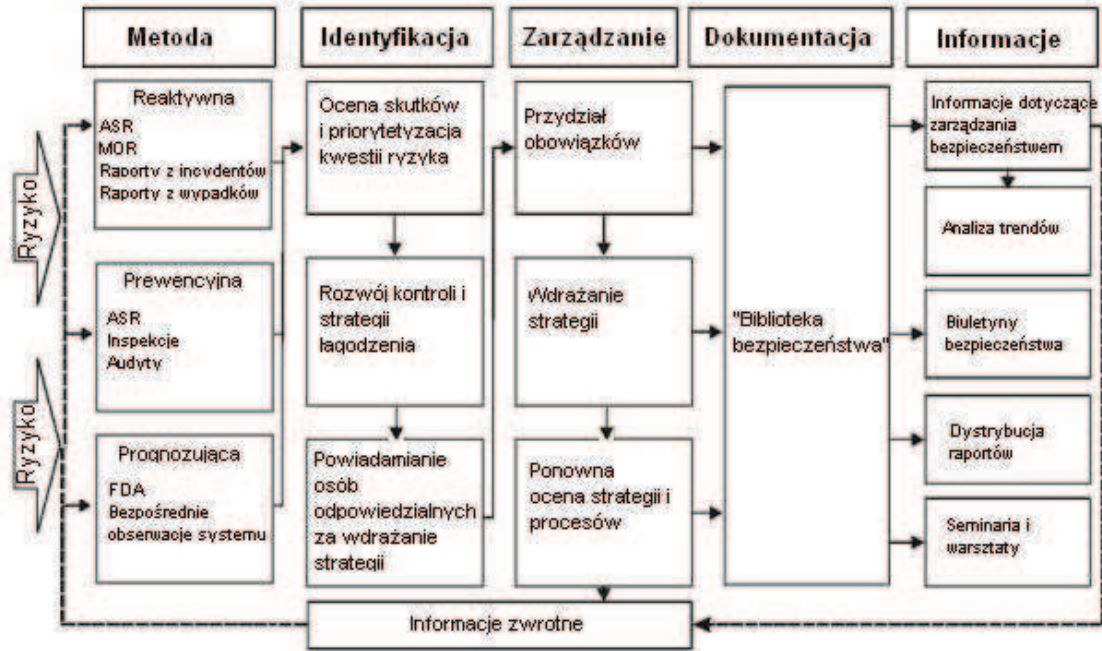 Metoda
Identyfikacja
Zarządzanie
Dokumentacja
Informacje
Ryzyko
Ryzyko
Reaktywna
ASR
MOR
Raporty z incydentów
Raporty z wypadków
Prewencyjna
ASR
Inspekcje
Audyty
Prognozująca
FDA
Bezpośrednie
obserwacje systemu
Ocena skutków
i priorytetyzacja
kwestii ryzyka
Rozwój kontroli i
strategii
łagodzenia
Powiadamianie
osób
odpowiedzialnych
za wdrażanie
strategii
Przydział
obowiązków
Wdrażanie
strategii
Ponowna
ocena strategii i
procesów
"Biblioteka
bezpieczeństwa"
Informacje dotyczące
zarządzania
bezpieczeństwem
Analiza trendów
Biuletyny
bezpieczeństwa
Dystrybucja
raportów
Seminaria i
warsztaty
Informacje zwrotne